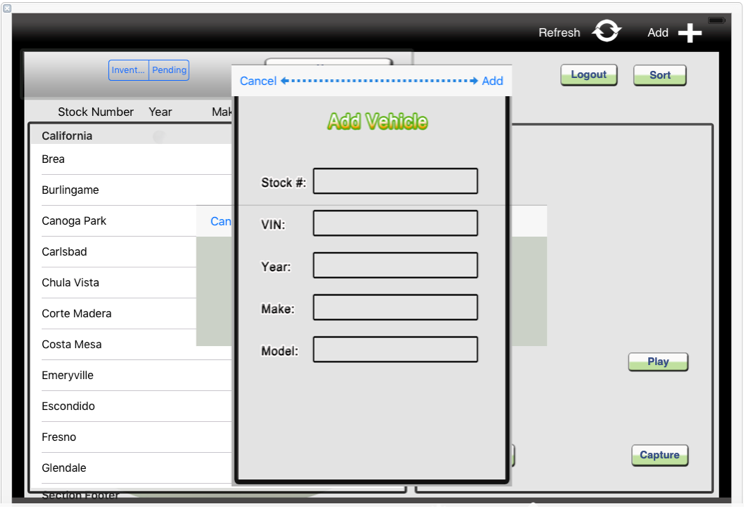 Refresh Add
Invent... Pending
Cancel Add
Logout Sort
Add Vehicle
Stock Number Year Mak
California
Brea
Burlingame
Canoga Park
Carlsbad
Chula Vista
Corte Madera
Costa Mesa
Emeryville
Escondido
Fresno
Glendale
Section Footer
Can
Stock #:
VIN:
Year:
Make:
Model:
Play
Capture